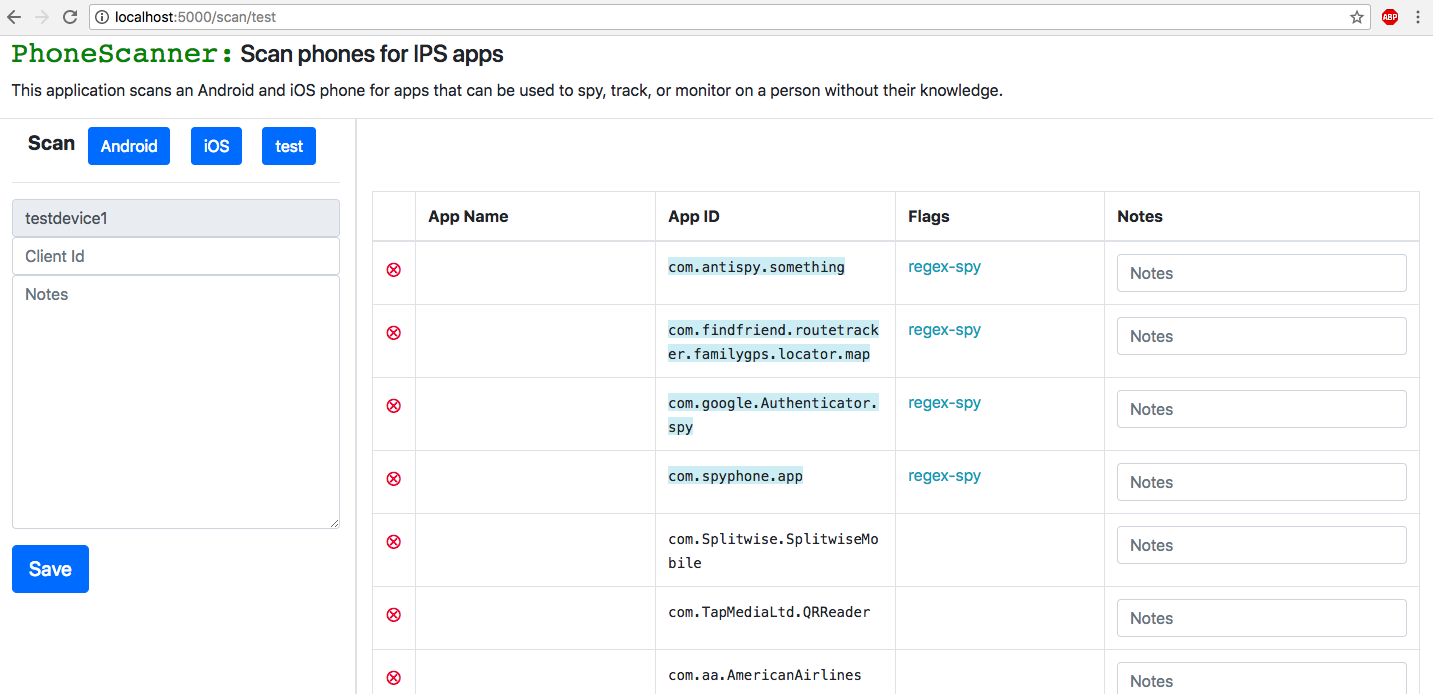 localhost:5000/scan/test
ABP
PhoneScanner: Scan phones for IPS apps
This application scans an Android and iOS phone for apps that can be used to spy, track, or monitor on a person without their knowledge.
Scan Android iOS test
testdevice1
Client Id
Notes
Save
App Name App ID Flags Notes
com.antispy.something regex-spy Notes
com.findfriend.routetrack regex-spy Notes
er.familygps.locator.map
com.google.Authenticator. regex-spy Notes
spy
com.spyphone.app regex-spy Notes
com.Splitwise.SplitwiseMo Notes
bile
com.TapMediaLtd.QRReader Notes
com.aa.AmericanAirlines Notes